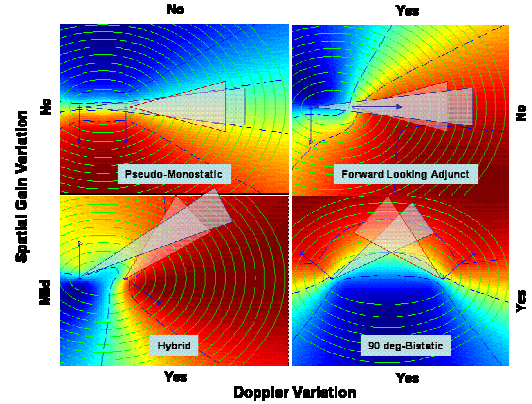 No
Yes
No
No
Pseudo-Monostatic
Forward Looking Adjunct
Spatial Gain Variation
Mild
Yes
Hybrid
90 deg-Bistatic
Yes
Yes
Doppler Variation